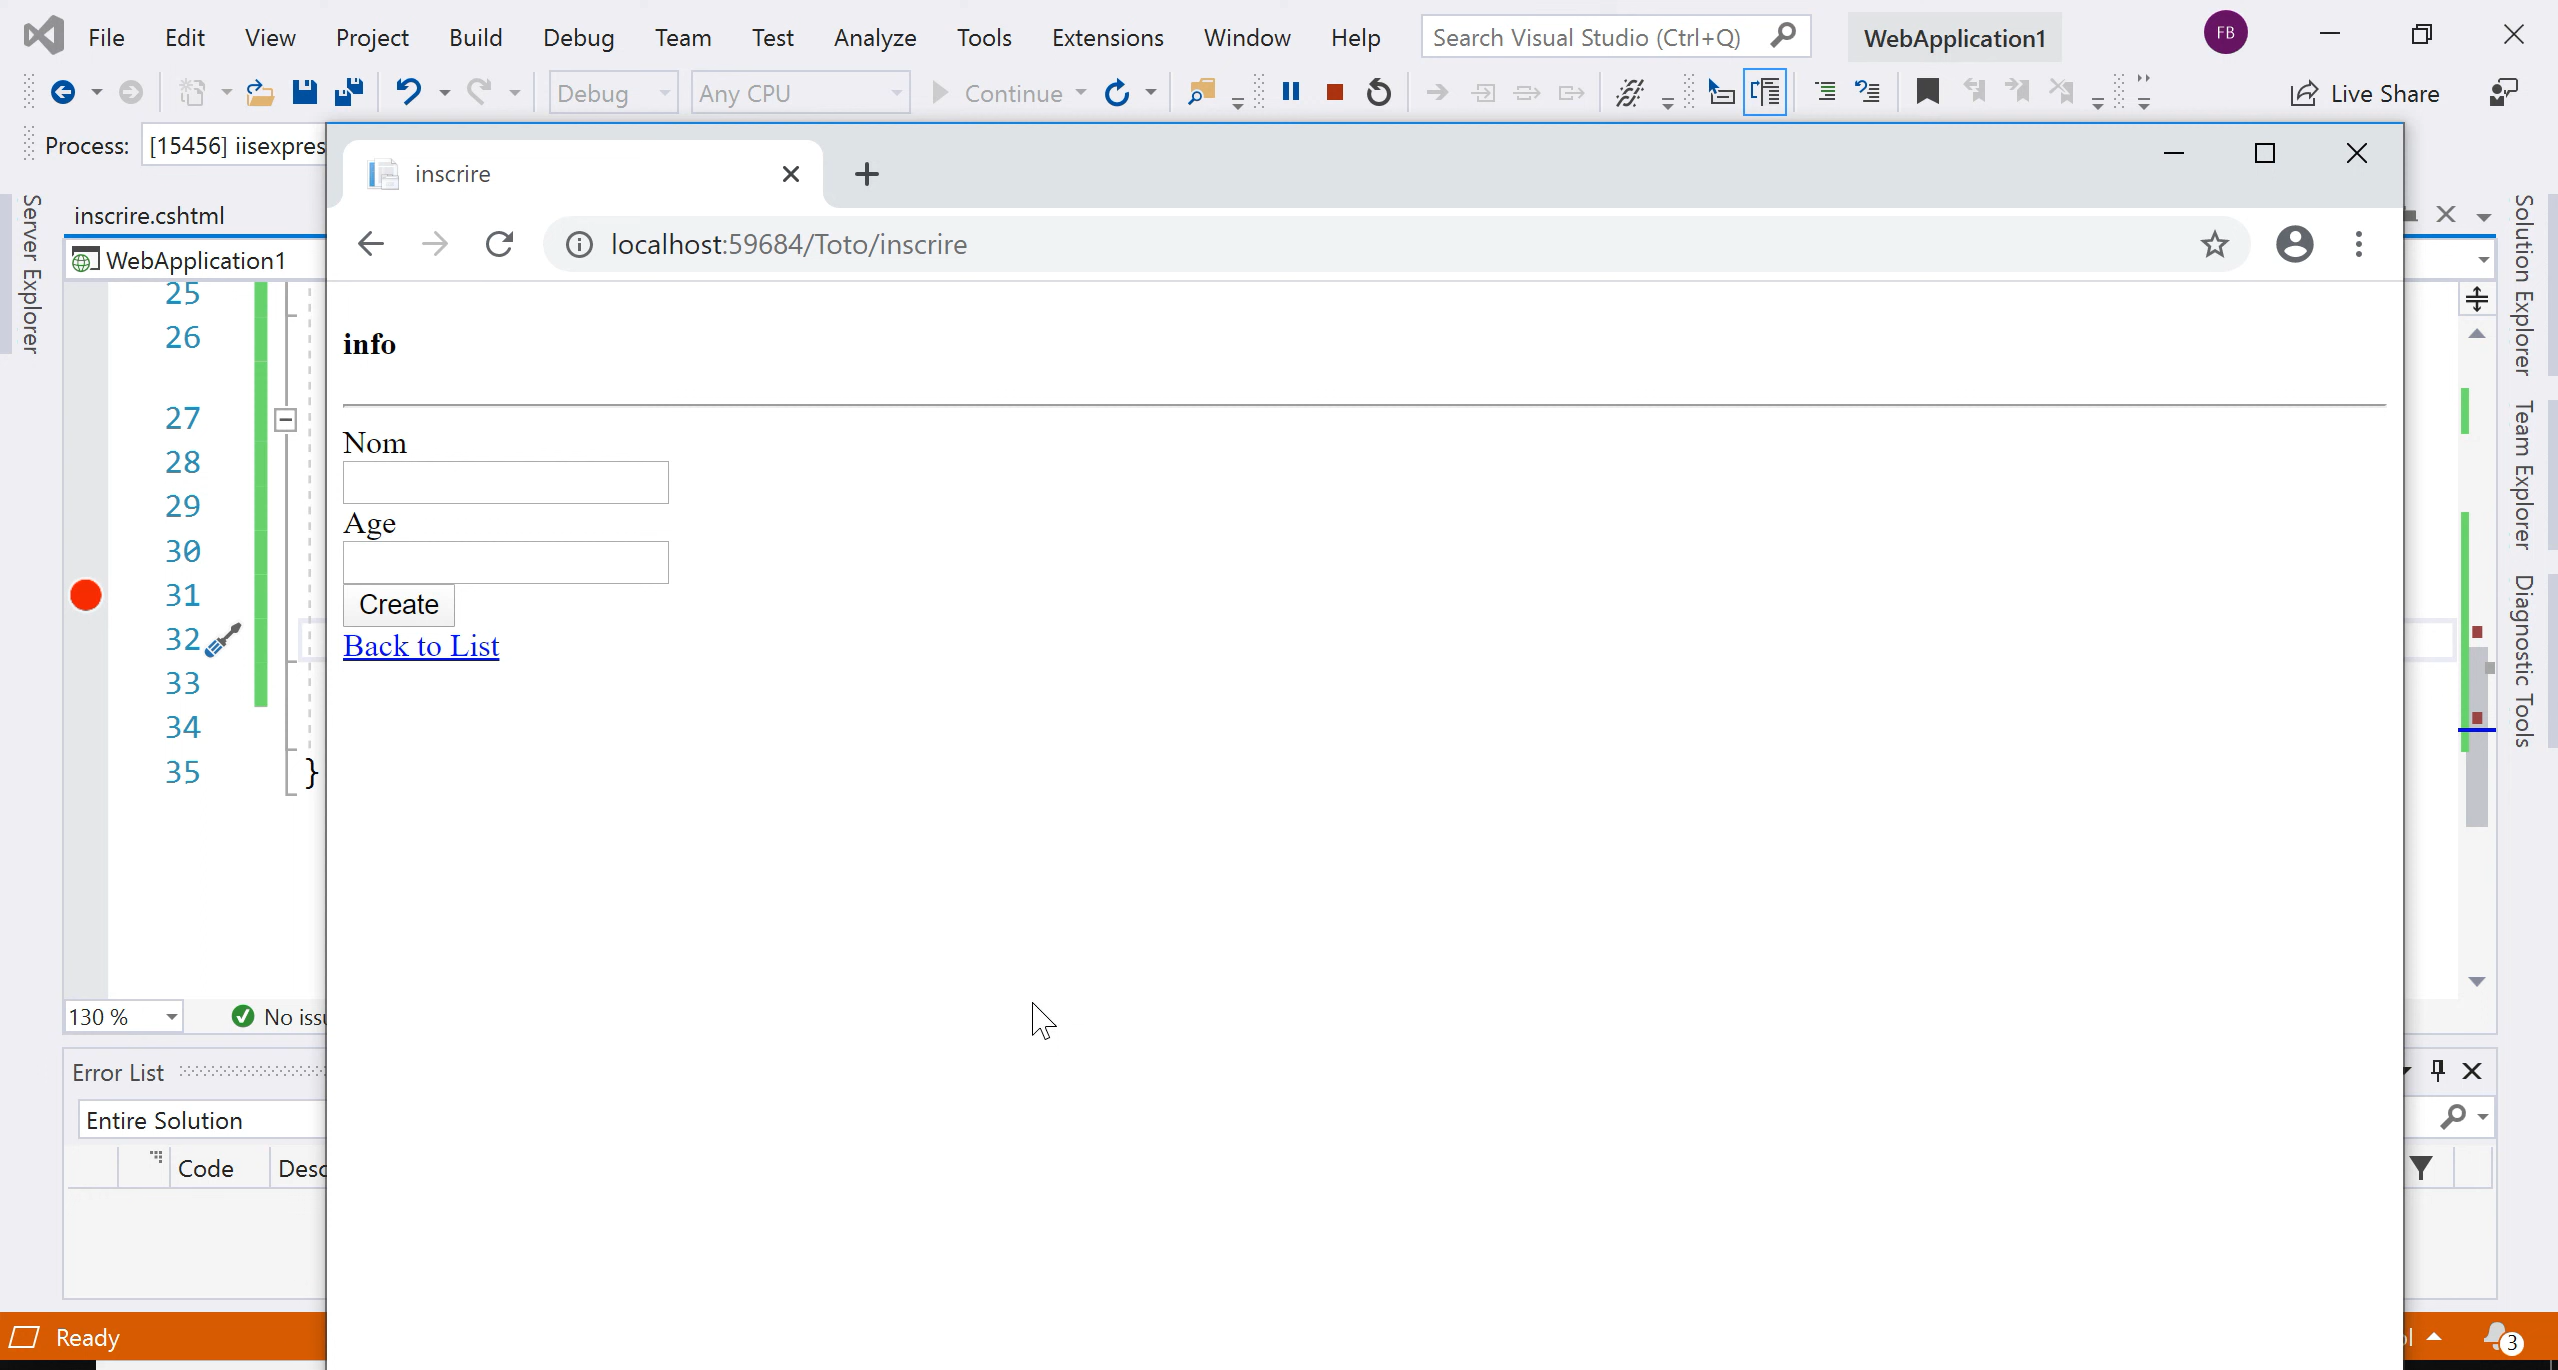 File Edit View Project Build Debug Team Test Analyze Tools Extensions Window Help Search Visual Studio (Ctrl+Q) WebApplication1 FB
Debug Any CPU Continue Live Share
Process: [15456] iisexpres
inscrire
inscrire.cshtml
localhost:59684/Toto/inscrire
WebApplication1
Server Explorer
Solution Explorer
Team Explorer
Diagnostic Tools
25
26
27
28
29
30
31
32
33
34
35 }
info
Nom
Age
Create
Back to List
130 % No issu
Error List
Entire Solution
Code Desc
Ready
3